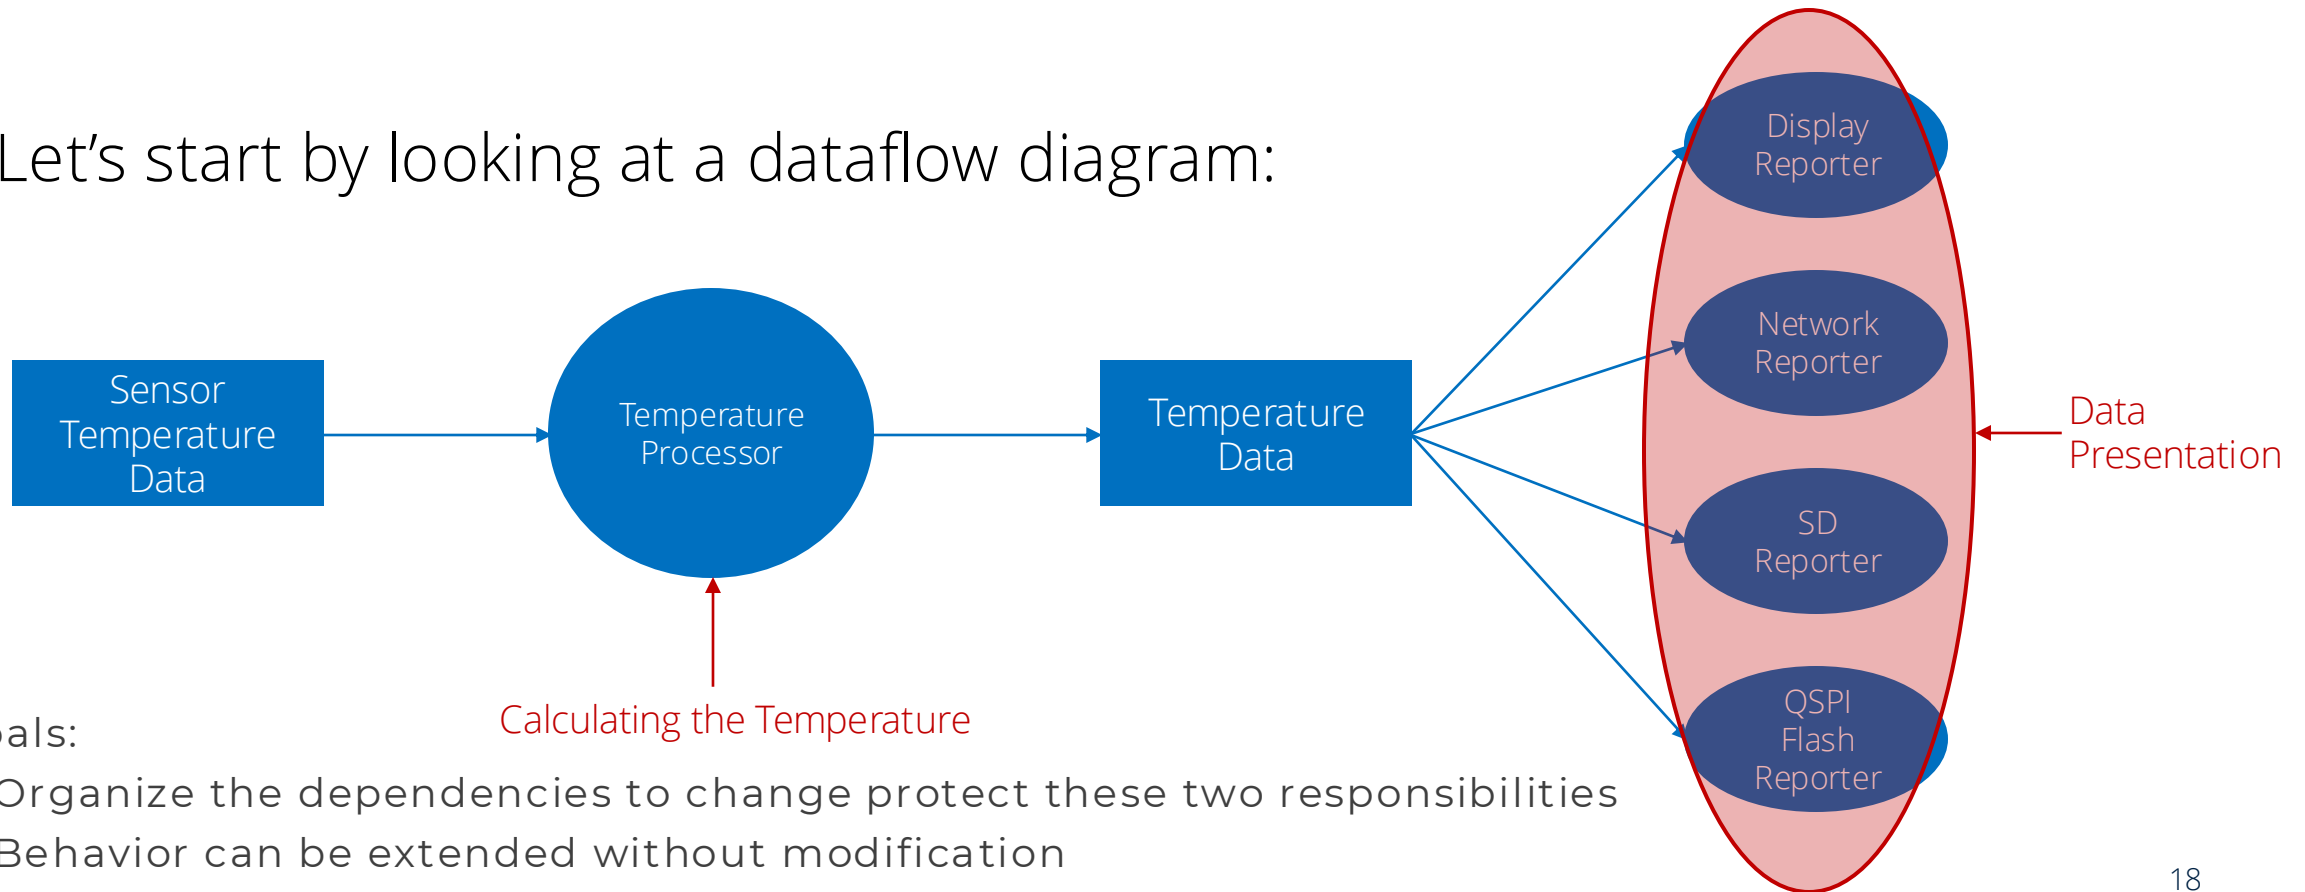 Let’s start by looking at a dataflow diagram:
Display
Reporter
Network
Reporter
Sensor
Temperature
Data
Temperature
Processor
Temperature
Data
Data
Presentation
SD
Reporter
QSPI
Flash
Reporter
Calculating the Temperature
als:
Organize the dependencies to change protect these two responsibilities
Behavior can be extended without modification
18